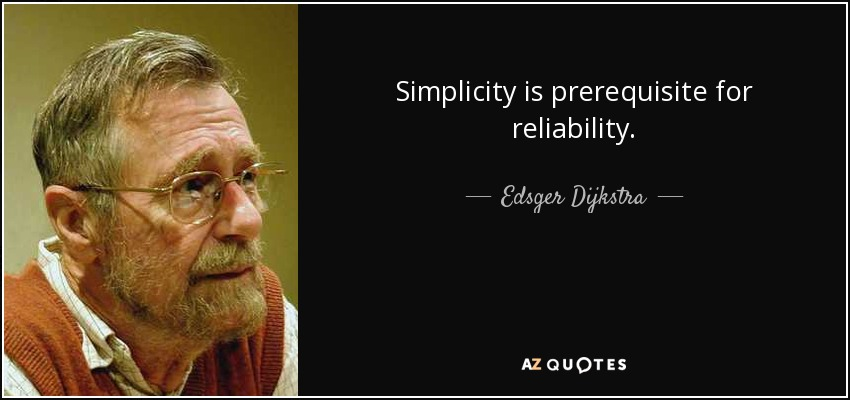 Simplicity is prerequisite for
reliability.
Edsger Dijkstra
AZ QUOTES